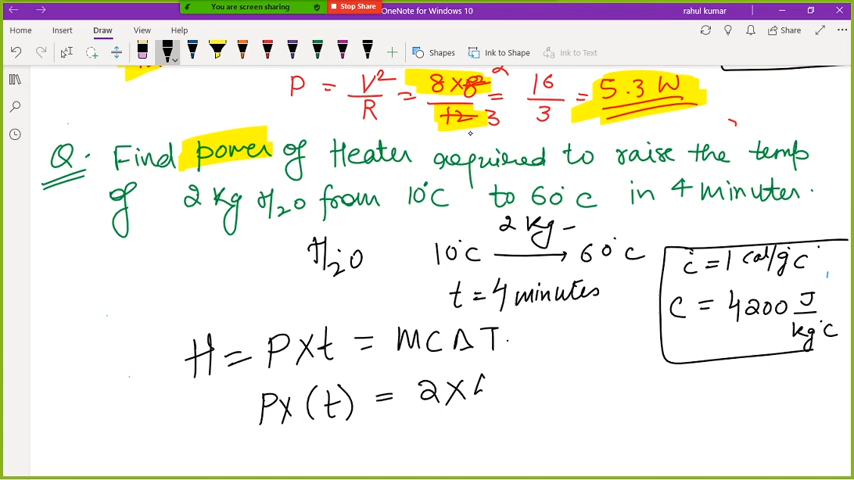 You are screen sharing
Stop Share
OneNote for Windows 10
rahul kumar
Home Insert Draw View Help
Share
Shapes Ink to Shape Ink to Text
P = V²/R = 8×8/12 = 16/3 = 5.3 W
2
3
Q. Find power of Heater required to raise the temp
of 2 Kg H₂O from 10°C to 60°C in 4 minutes.
H₂O 10°C 2 Kg → 60°C
t = 4 minutes
c = 1 cal/g°C
C = 4200 J/kg°C
H = P×t = MCΔT.
P×(t) = 2×